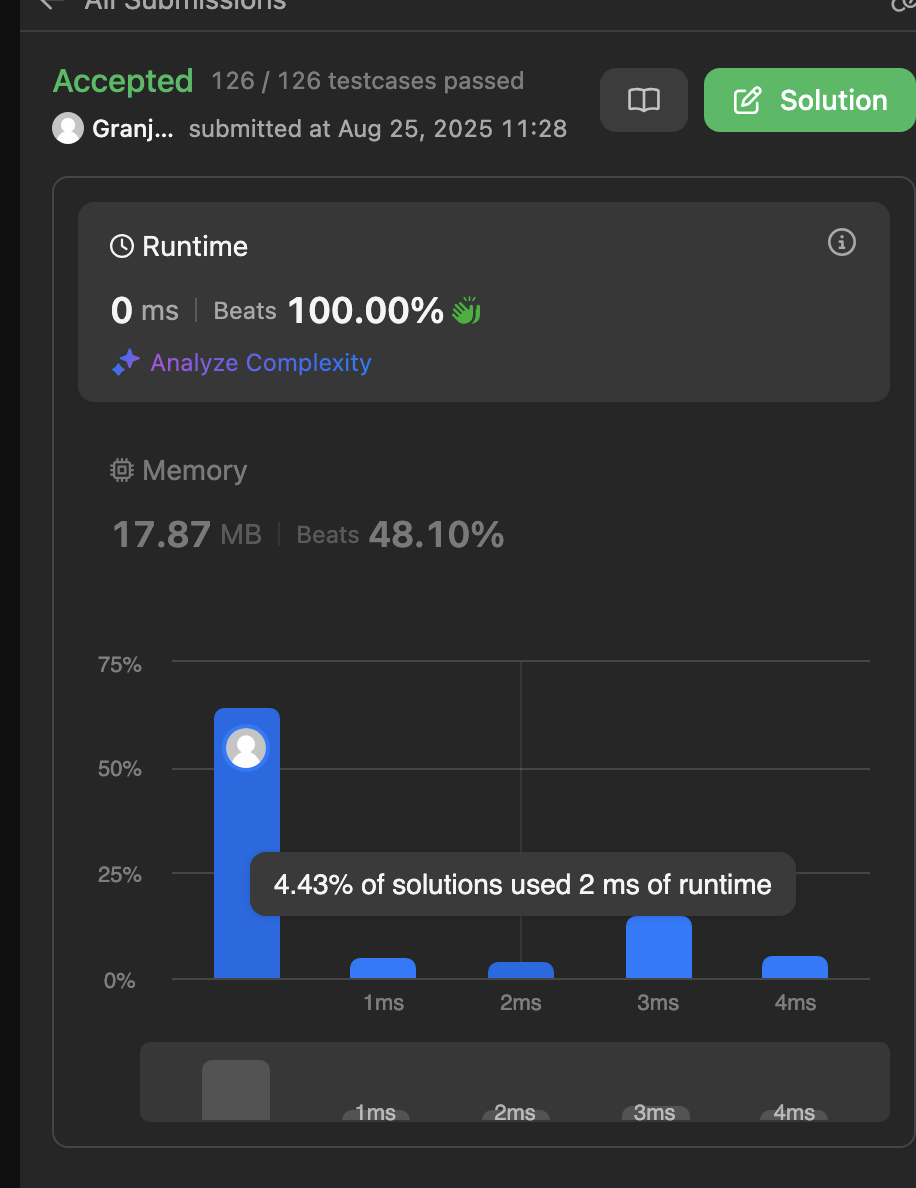 All Submissions
Accepted 126 / 126 testcases passed
Solution
Granj... submitted at Aug 25, 2025 11:28
Runtime
0 ms | Beats 100.00%
Analyze Complexity
Memory
17.87 MB | Beats 48.10%
75%
50%
25%
4.43% of solutions used 2 ms of runtime
0%
1ms 2ms 3ms 4ms
1ms 2ms 3ms 4ms